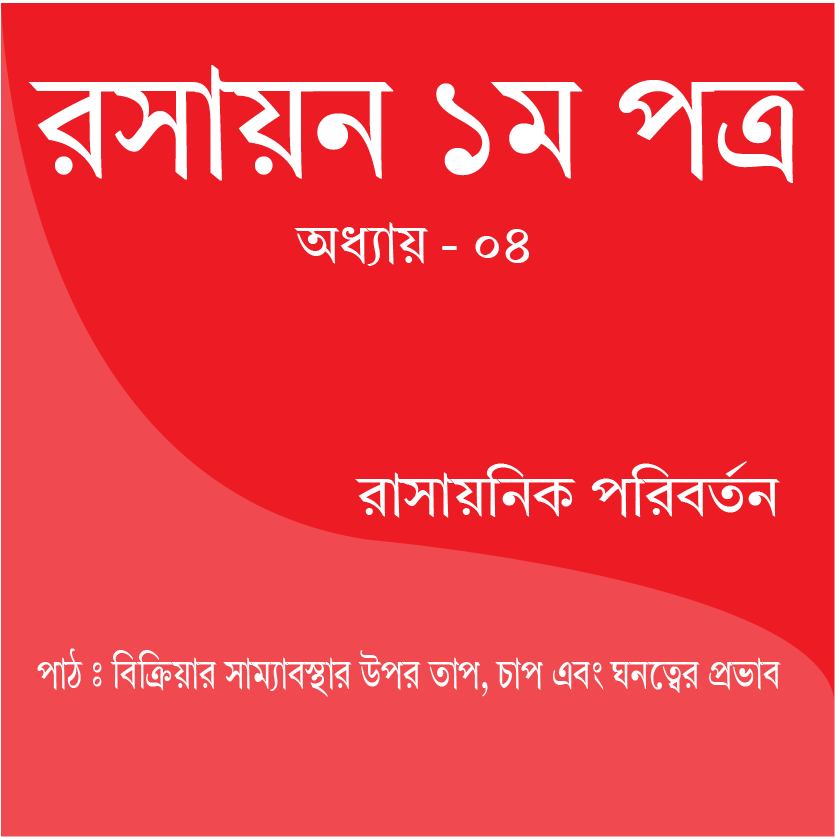 রসায়ন ১ম পত্র
অধ্যায় - ০৪
রাসায়নিক পরিবর্তন
পাঠ ঃ বিক্রিয়ার সাম্যাবস্থার উপর তাপ, চাপ এবং ঘনত্বের প্রভাব